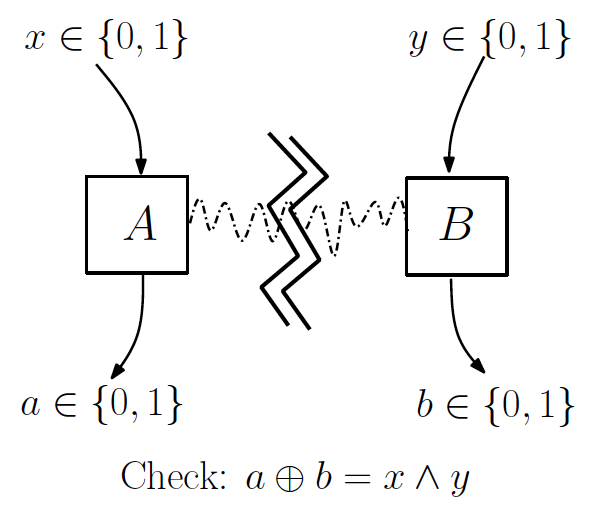 x ∈ {0, 1} y ∈ {0, 1}
A B
a ∈ {0, 1} b ∈ {0, 1}
Check: a ⊕ b = x ∧ y